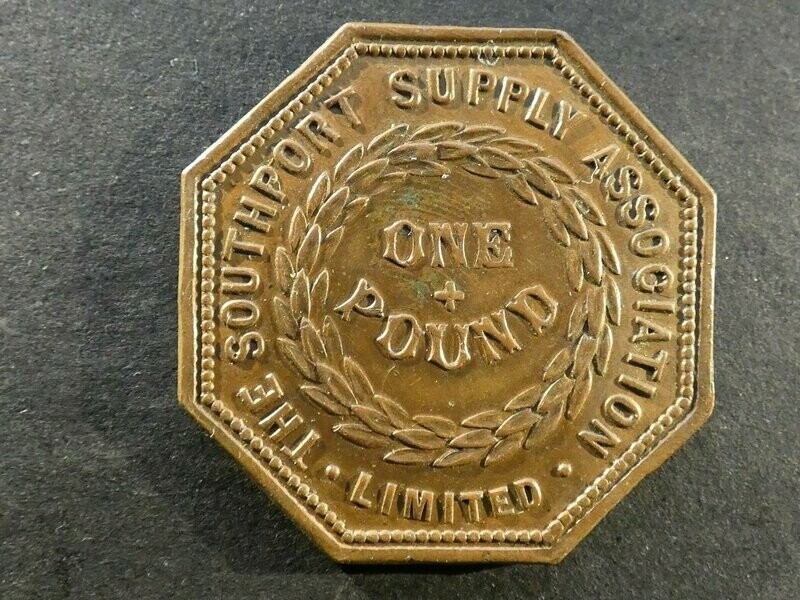 THE SOUTHPORT SUPPLY ASSOCIATION
· LIMITED ·
ONE
+
POUND